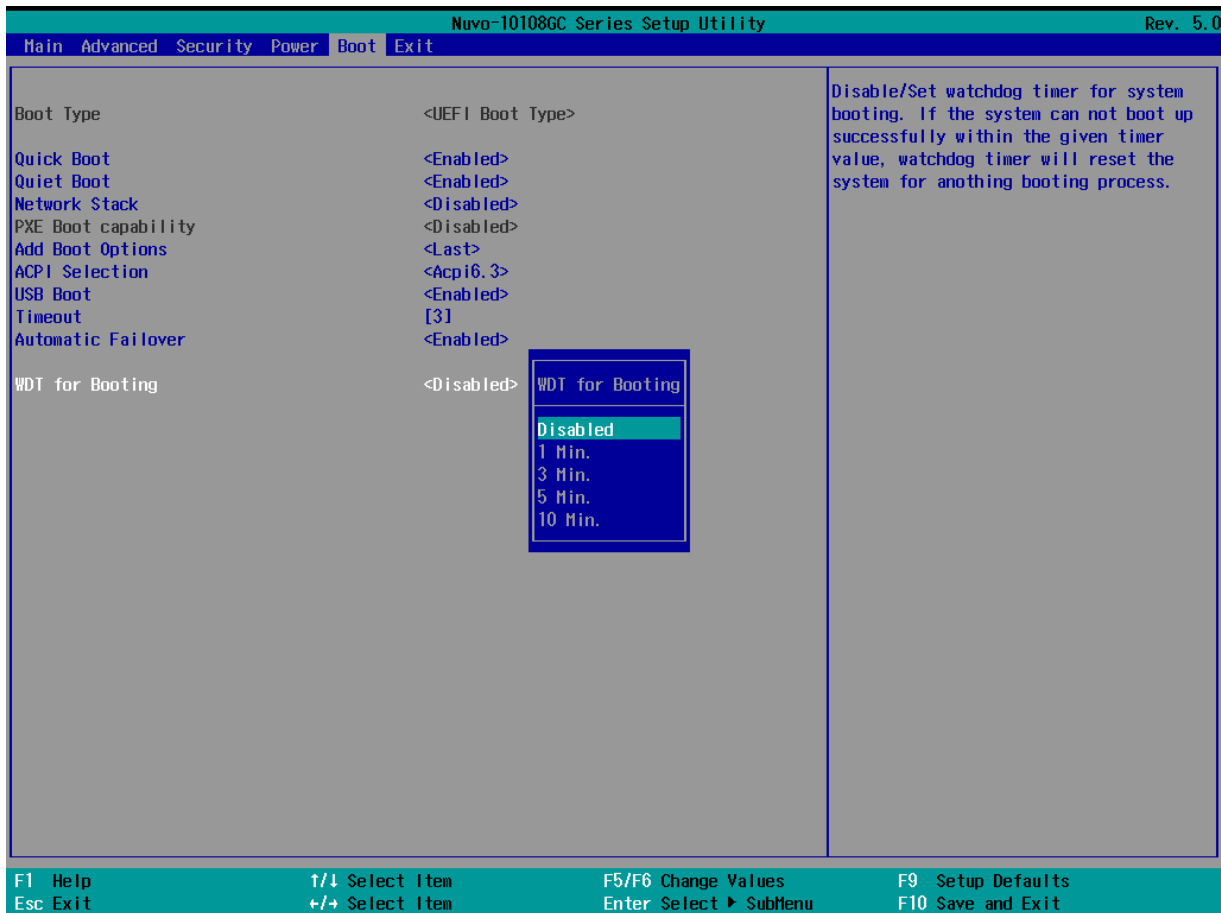 Nuvo-10108GC Series Setup Utility Rev. 5.0
Main Advanced Security Power Boot Exit
Boot Type <UEFI Boot Type>
Quick Boot <Enabled>
Quiet Boot <Enabled>
Network Stack <Disabled>
PXE Boot capability <Disabled>
Add Boot Options <Last>
ACPI Selection <Acpi6.3>
USB Boot <Enabled>
Timeout [3]
Automatic Failover <Enabled>
WDT for Booting <Disabled>
WDT for Booting
Disabled
1 Min.
3 Min.
5 Min.
10 Min.
Disable/Set watchdog timer for system
booting. If the system can not boot up
successfully within the given timer
value, watchdog timer will reset the
system for anothing booting process.
F1 Help ↑/↓ Select Item F5/F6 Change Values F9 Setup Defaults
Esc Exit ←/→ Select Item Enter Select ▶ SubMenu F10 Save and Exit